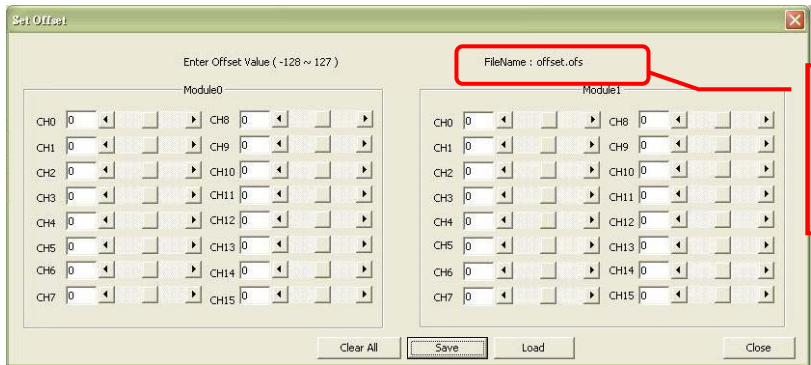 Set Offset
Enter Offset Value ( -128 ~ 127 )
FileName : offset.ofs
Module0
CH0 0 CH8 0
CH1 0 CH9 0
CH2 0 CH10 0
CH3 0 CH11 0
CH4 0 CH12 0
CH5 0 CH13 0
CH6 0 CH14 0
CH7 0 CH15 0
Module1
CH0 0 CH8 0
CH1 0 CH9 0
CH2 0 CH10 0
CH3 0 CH11 0
CH4 0 CH12 0
CH5 0 CH13 0
CH6 0 CH14 0
CH7 0 CH15 0
Clear All Save Load Close